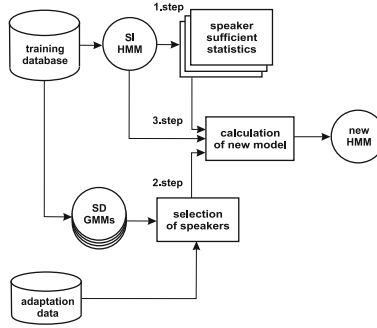 1.step
training
database
SI
HMM
speaker
sufficient
statistics
3.step
calculation
of new model
new
HMM
2.step
SD
GMMs
selection
of speakers
adaptation
data